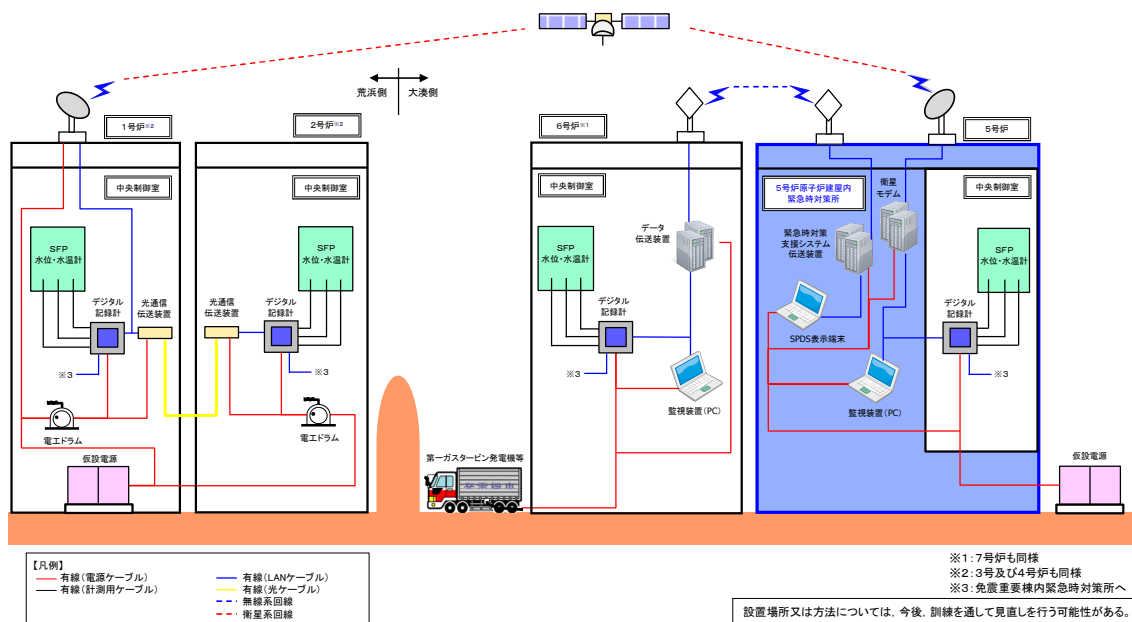 荒浜側
大湊側
1号炉※2
2号炉※2
6号炉※1
5号炉
中央制御室
中央制御室
中央制御室
5号炉原子炉建屋内
緊急時対策所
衛星
モデム
中央制御室
SFP
水位・水温計
SFP
水位・水温計
SFP
水位・水温計
データ
伝送装置
緊急時対策
支援システム
伝送装置
SFP
水位・水温計
デジタル
記録計
光通信
伝送装置
光通信
伝送装置
デジタル
記録計
デジタル
記録計
SPDS表示端末
デジタル
記録計
※3
※3
※3
※3
監視装置(PC)
監視装置(PC)
電工ドラム
電工ドラム
仮設電源
第一ガスタービン発電機等
発電機車
仮設電源
【凡例】
有線(電源ケーブル)
有線(計測用ケーブル)
有線(LANケーブル)
有線(光ケーブル)
無線系回線
衛星系回線
※1:7号炉も同様
※2:3号及び4号炉も同様
※3:免震重要棟内緊急時対策所へ
設置場所又は方法については，今後，訓練を通して見直しを行う可能性がある。